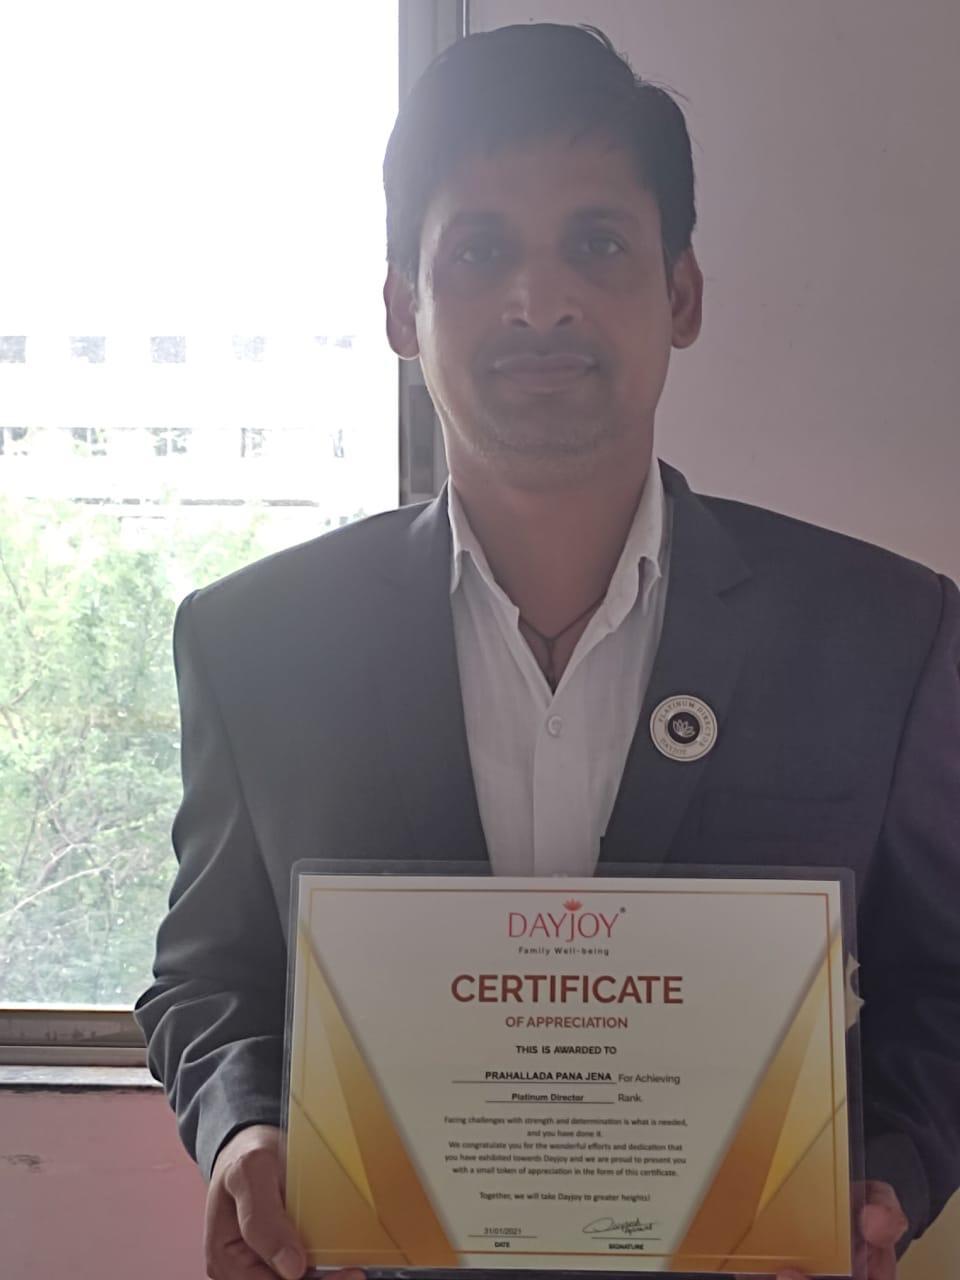 PLATINUM DIRECTOR
DAYJOY
DAYJOY®
Family Well-being
CERTIFICATE
OF APPRECIATION
THIS IS AWARDED TO
PRAHALLADA PANA JENA For Achieving
Platinum Director Rank.
Facing challenges with strength and determination is what is needed,
and you have done it.
We congratulate you for the wonderful efforts and dedication that
you have exhibited towards Dayjoy and we are proud to present you
with a small token of appreciation in the form of this certificate.
Together, we will take Dayjoy to greater heights!
31/01/2021
DATE
SIGNATURE